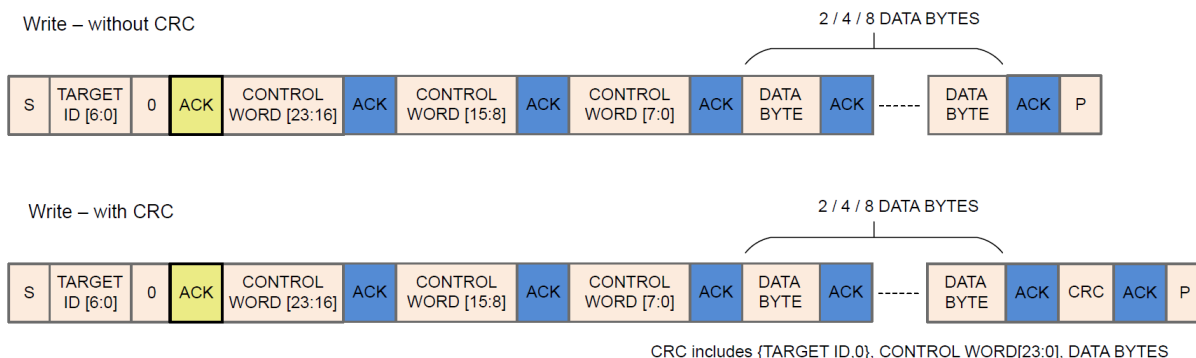 Write – without CRC
2 / 4 / 8 DATA BYTES
S TARGET ID [6:0] 0 ACK CONTROL WORD [23:16] ACK CONTROL WORD [15:8] ACK CONTROL WORD [7:0] ACK DATA BYTE ACK ------ DATA BYTE ACK P
Write – with CRC
2 / 4 / 8 DATA BYTES
S TARGET ID [6:0] 0 ACK CONTROL WORD [23:16] ACK CONTROL WORD [15:8] ACK CONTROL WORD [7:0] ACK DATA BYTE ACK ------ DATA BYTE ACK CRC ACK P
CRC includes {TARGET ID,0}, CONTROL WORD[23:0], DATA BYTES